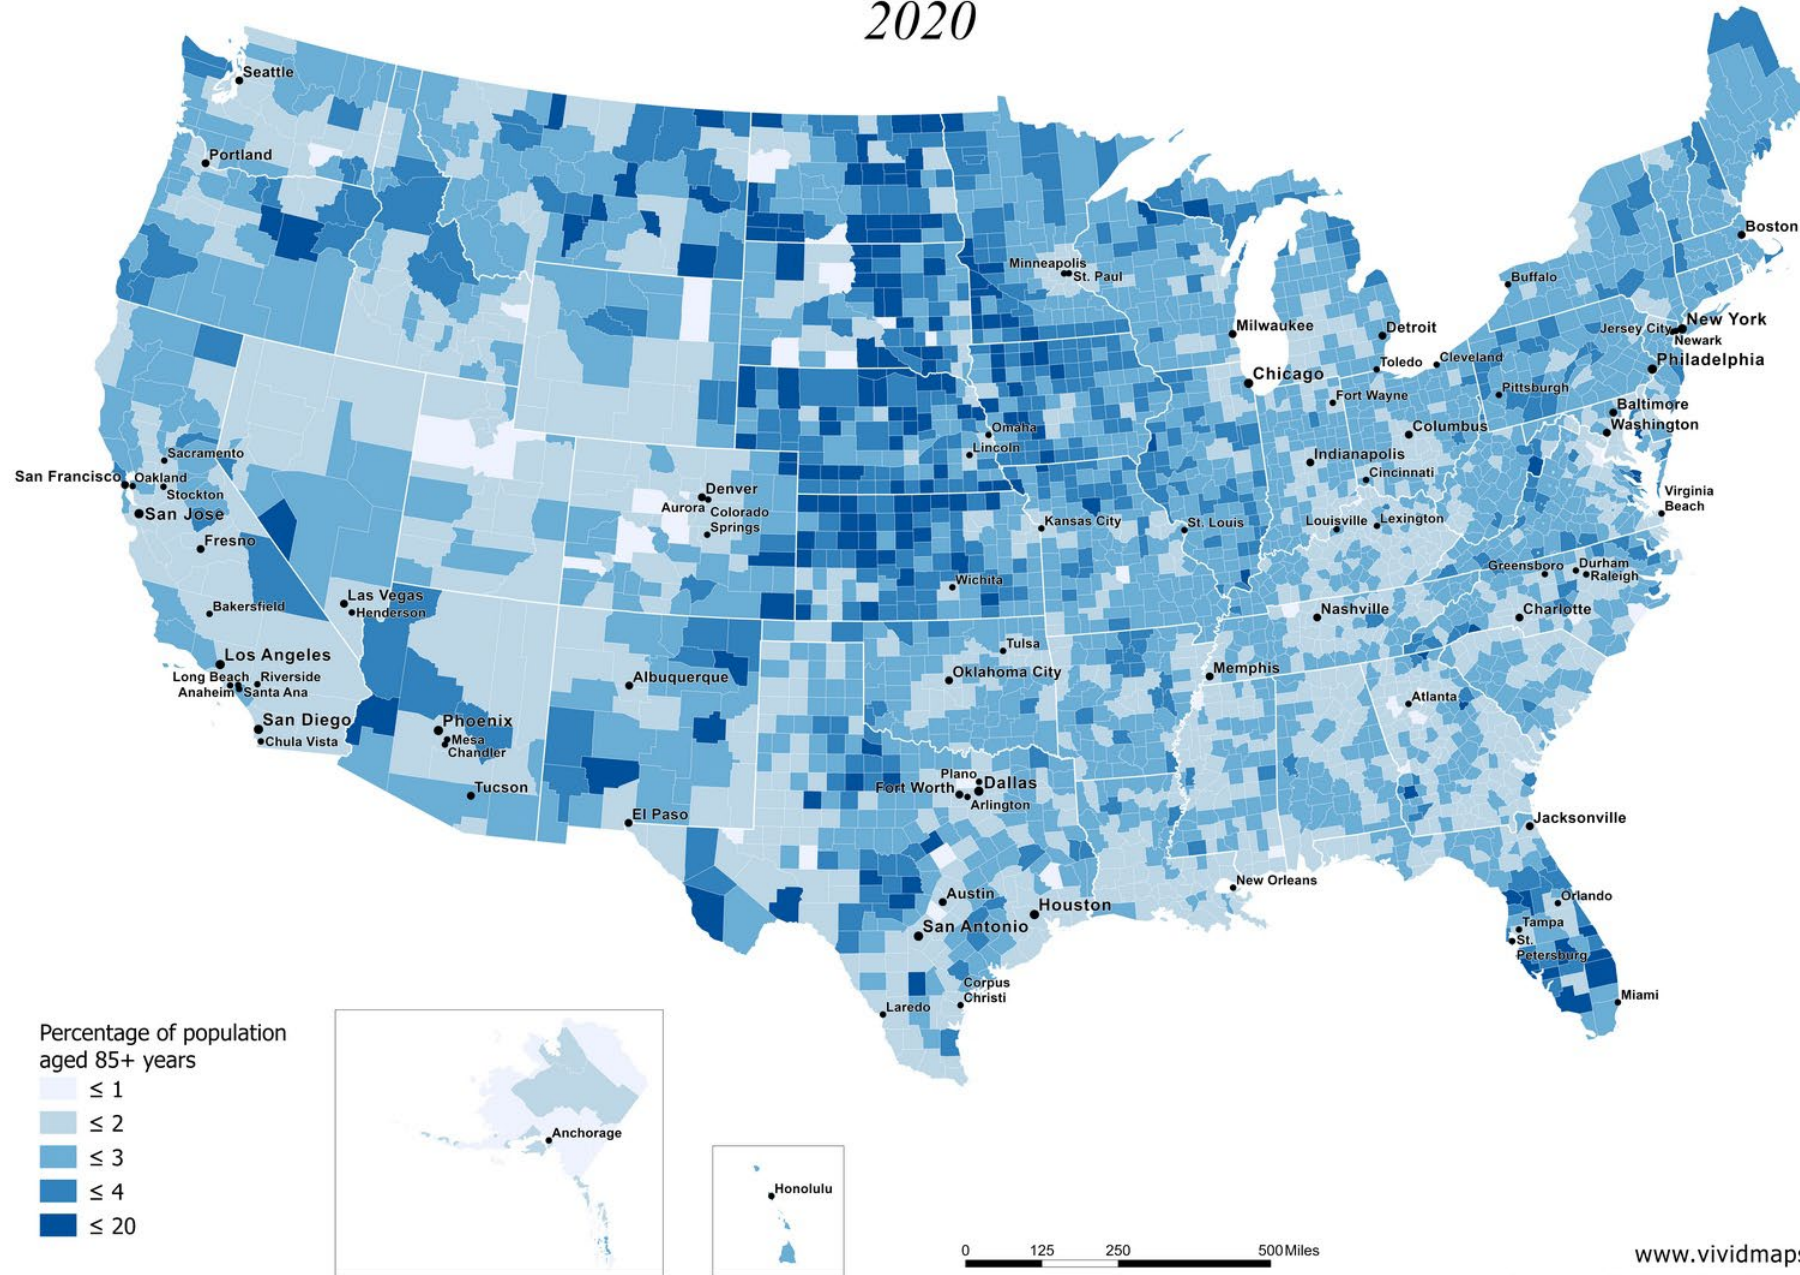 2020
Seattle
Portland
Minneapolis
St. Paul
Boston
Buffalo
Milwaukee
Detroit
New York
Jersey City
Newark
Toledo
Cleveland
Philadelphia
Chicago
Fort Wayne
Pittsburgh
Baltimore
Washington
Omaha
Lincoln
Columbus
Indianapolis
Cincinnati
Sacramento
San Francisco
Oakland
Stockton
San Jose
Fresno
Denver
Aurora
Colorado
Springs
Virginia
Beach
Kansas City
St. Louis
Louisville
Lexington
Greensboro
Durham
Raleigh
Wichita
Las Vegas
Henderson
Bakersfield
Nashville
Charlotte
Tulsa
Los Angeles
Long Beach
Riverside
Anaheim
Santa Ana
Albuquerque
Oklahoma City
Memphis
Atlanta
San Diego
Chula Vista
Phoenix
Mesa
Chandler
Tucson
Plano
Dallas
Fort Worth
Arlington
El Paso
Jacksonville
New Orleans
Austin
Houston
San Antonio
Orlando
Tampa
St.
Petersburg
Corpus
Christi
Laredo
Miami
Percentage of population
aged 85+ years
≤ 1
≤ 2
≤ 3
≤ 4
≤ 20
Anchorage
Honolulu
0 125 250 500 Miles
www.vividmaps